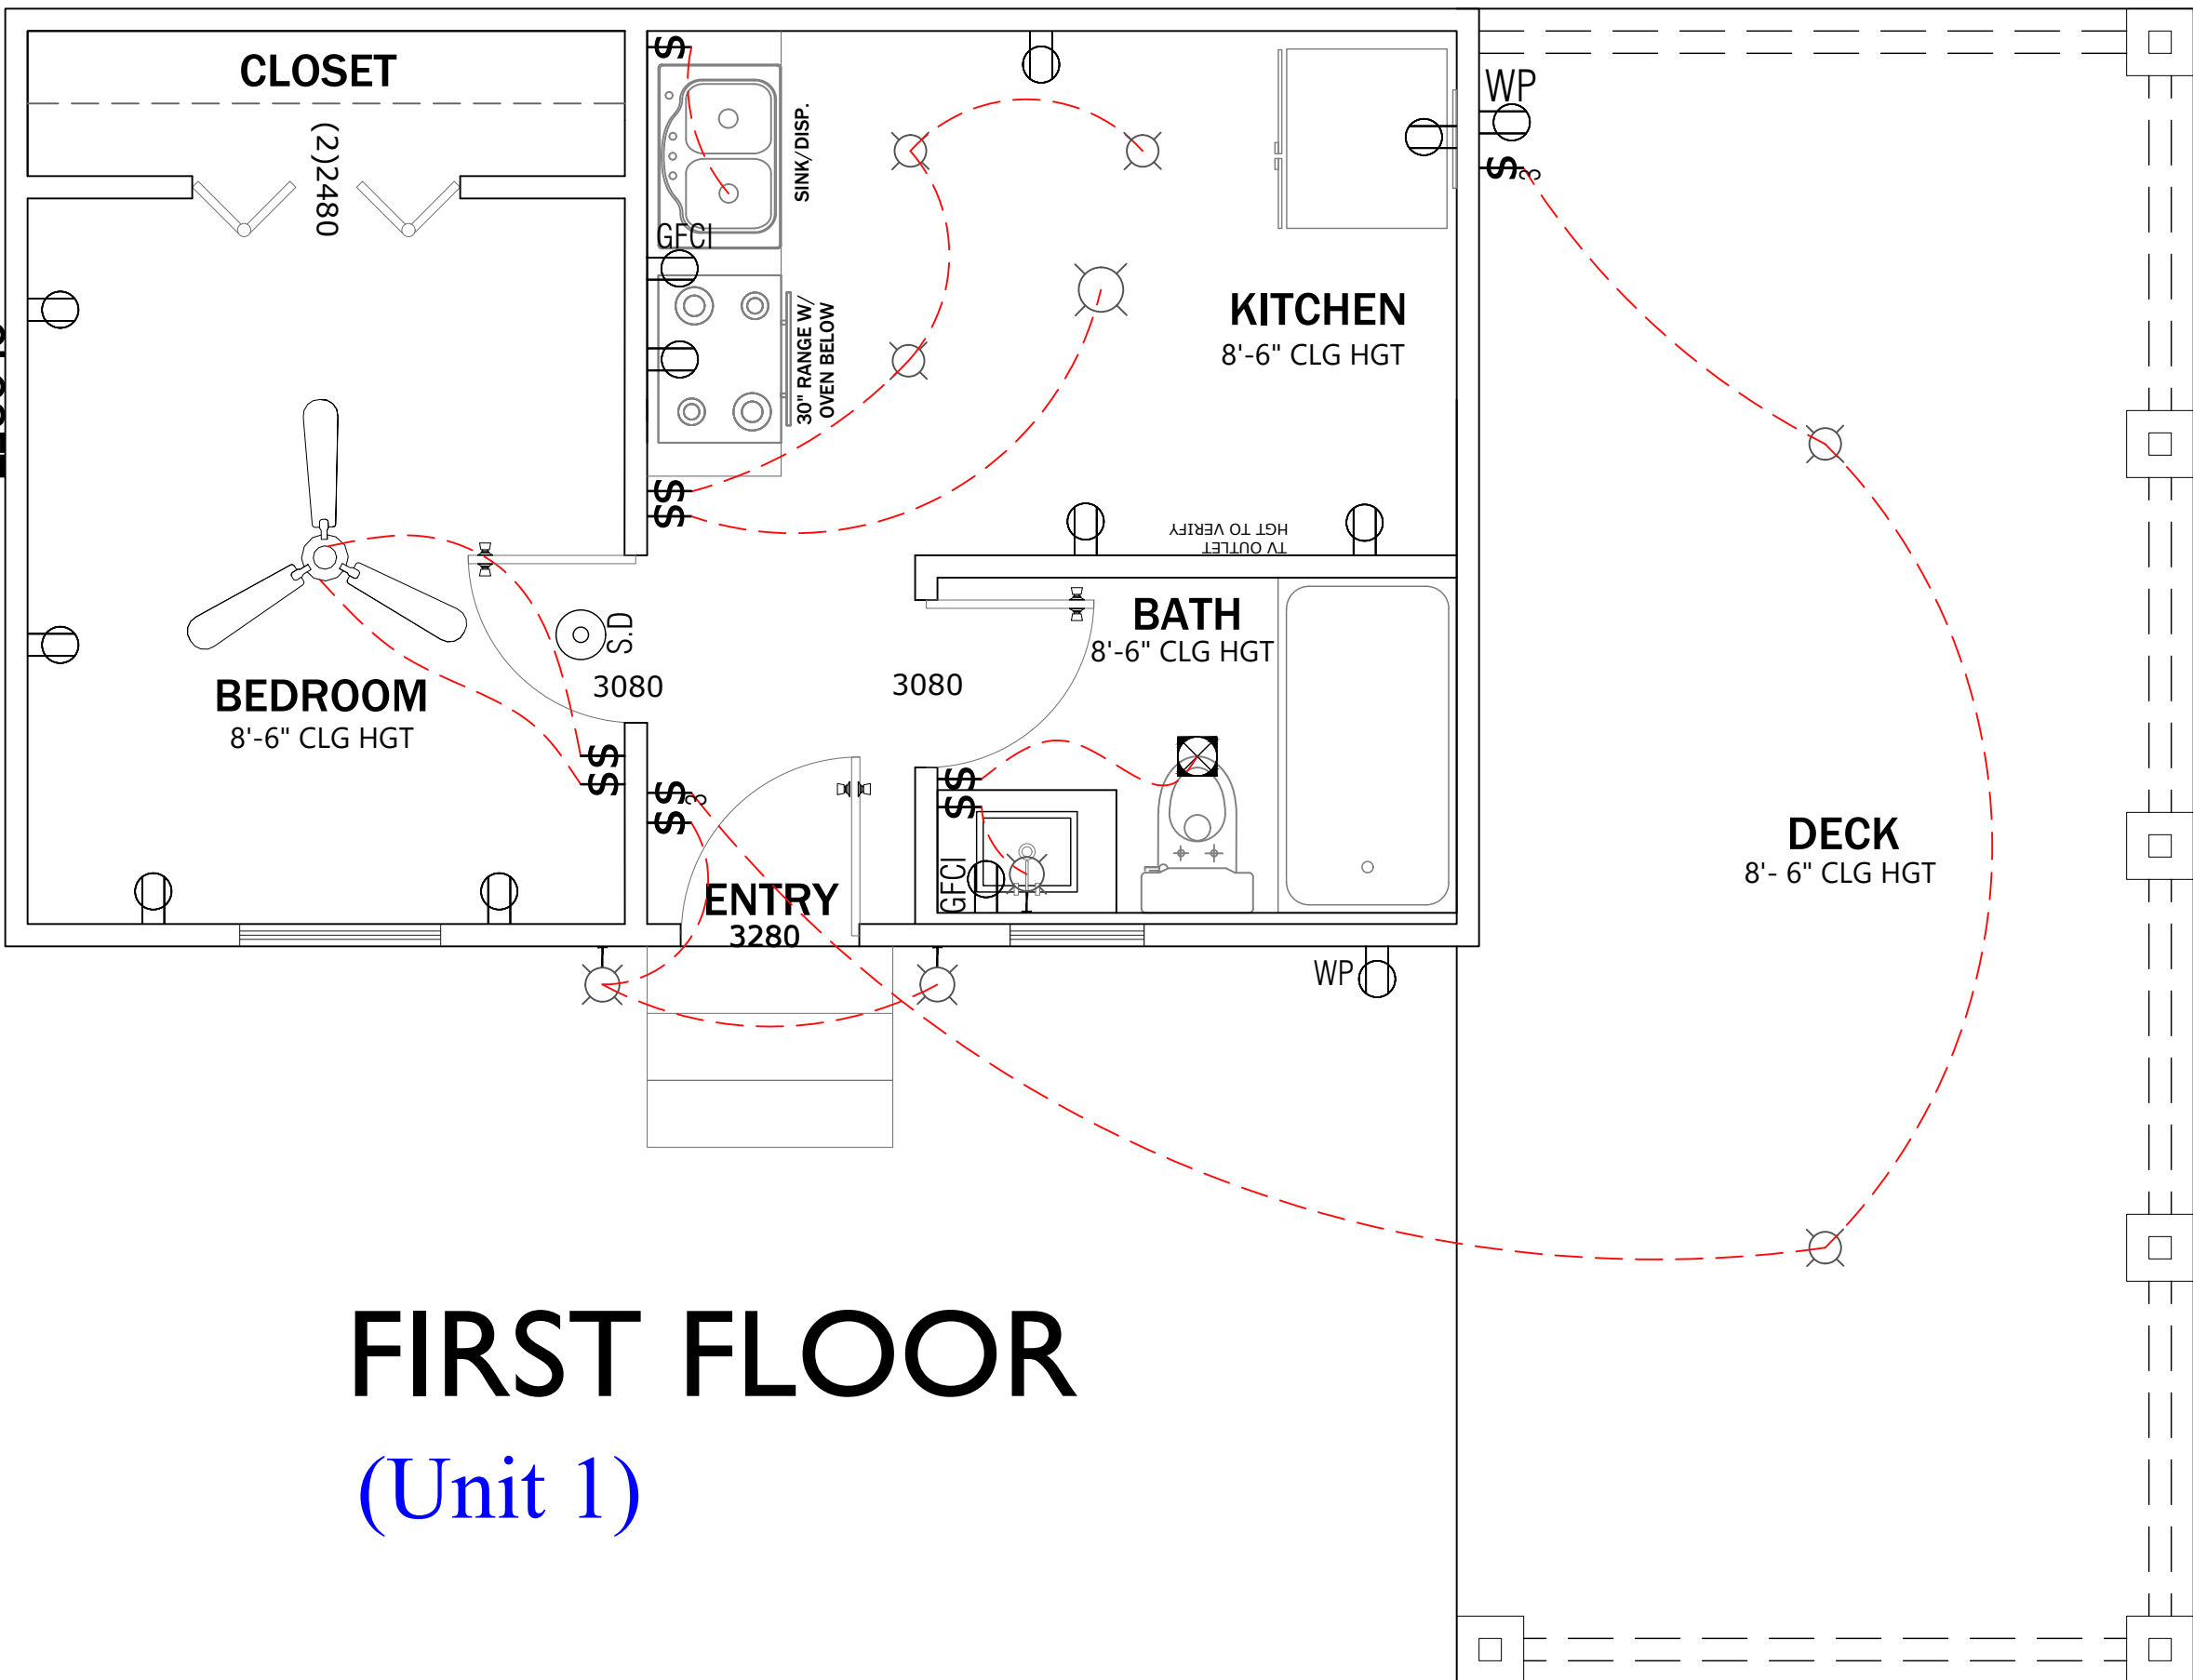 CLOSET
(2)2480
$
SINK/DISP.
WP
$3
GFCI
30" RANGE W/
OVEN BELOW
KITCHEN
8'-6" CLG HGT
$
$
TV OUTLET
HGT TO VERIFY
BATH
8'-6" CLG HGT
S.D
3080
3080
BEDROOM
8'-6" CLG HGT
$
$
$3
$
$
$
GFCI
ENTRY
3280
WP
DECK
8'- 6" CLG HGT
FIRST FLOOR
(Unit 1)